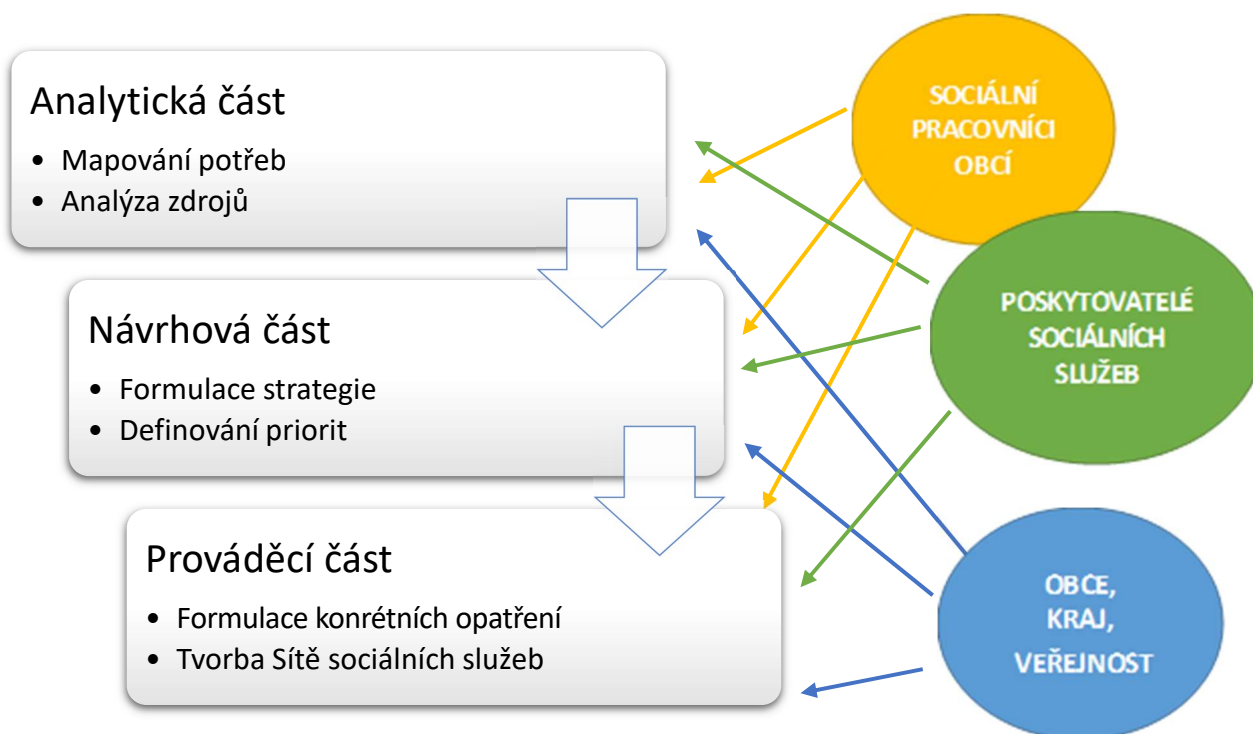 Analytická část
• Mapování potřeb
• Analýza zdrojů
Návrhová část
• Formulace strategie
• Definování priorit
Prováděcí část
• Formulace konrétních opatření
• Tvorba Sítě sociálních služeb
SOCIÁLNÍ
PRACOVNÍCI
OBCÍ
POSKYTOVATELÉ
SOCIÁLNÍCH
SLUŽEB
OBCE,
KRAJ,
VEŘEJNOST